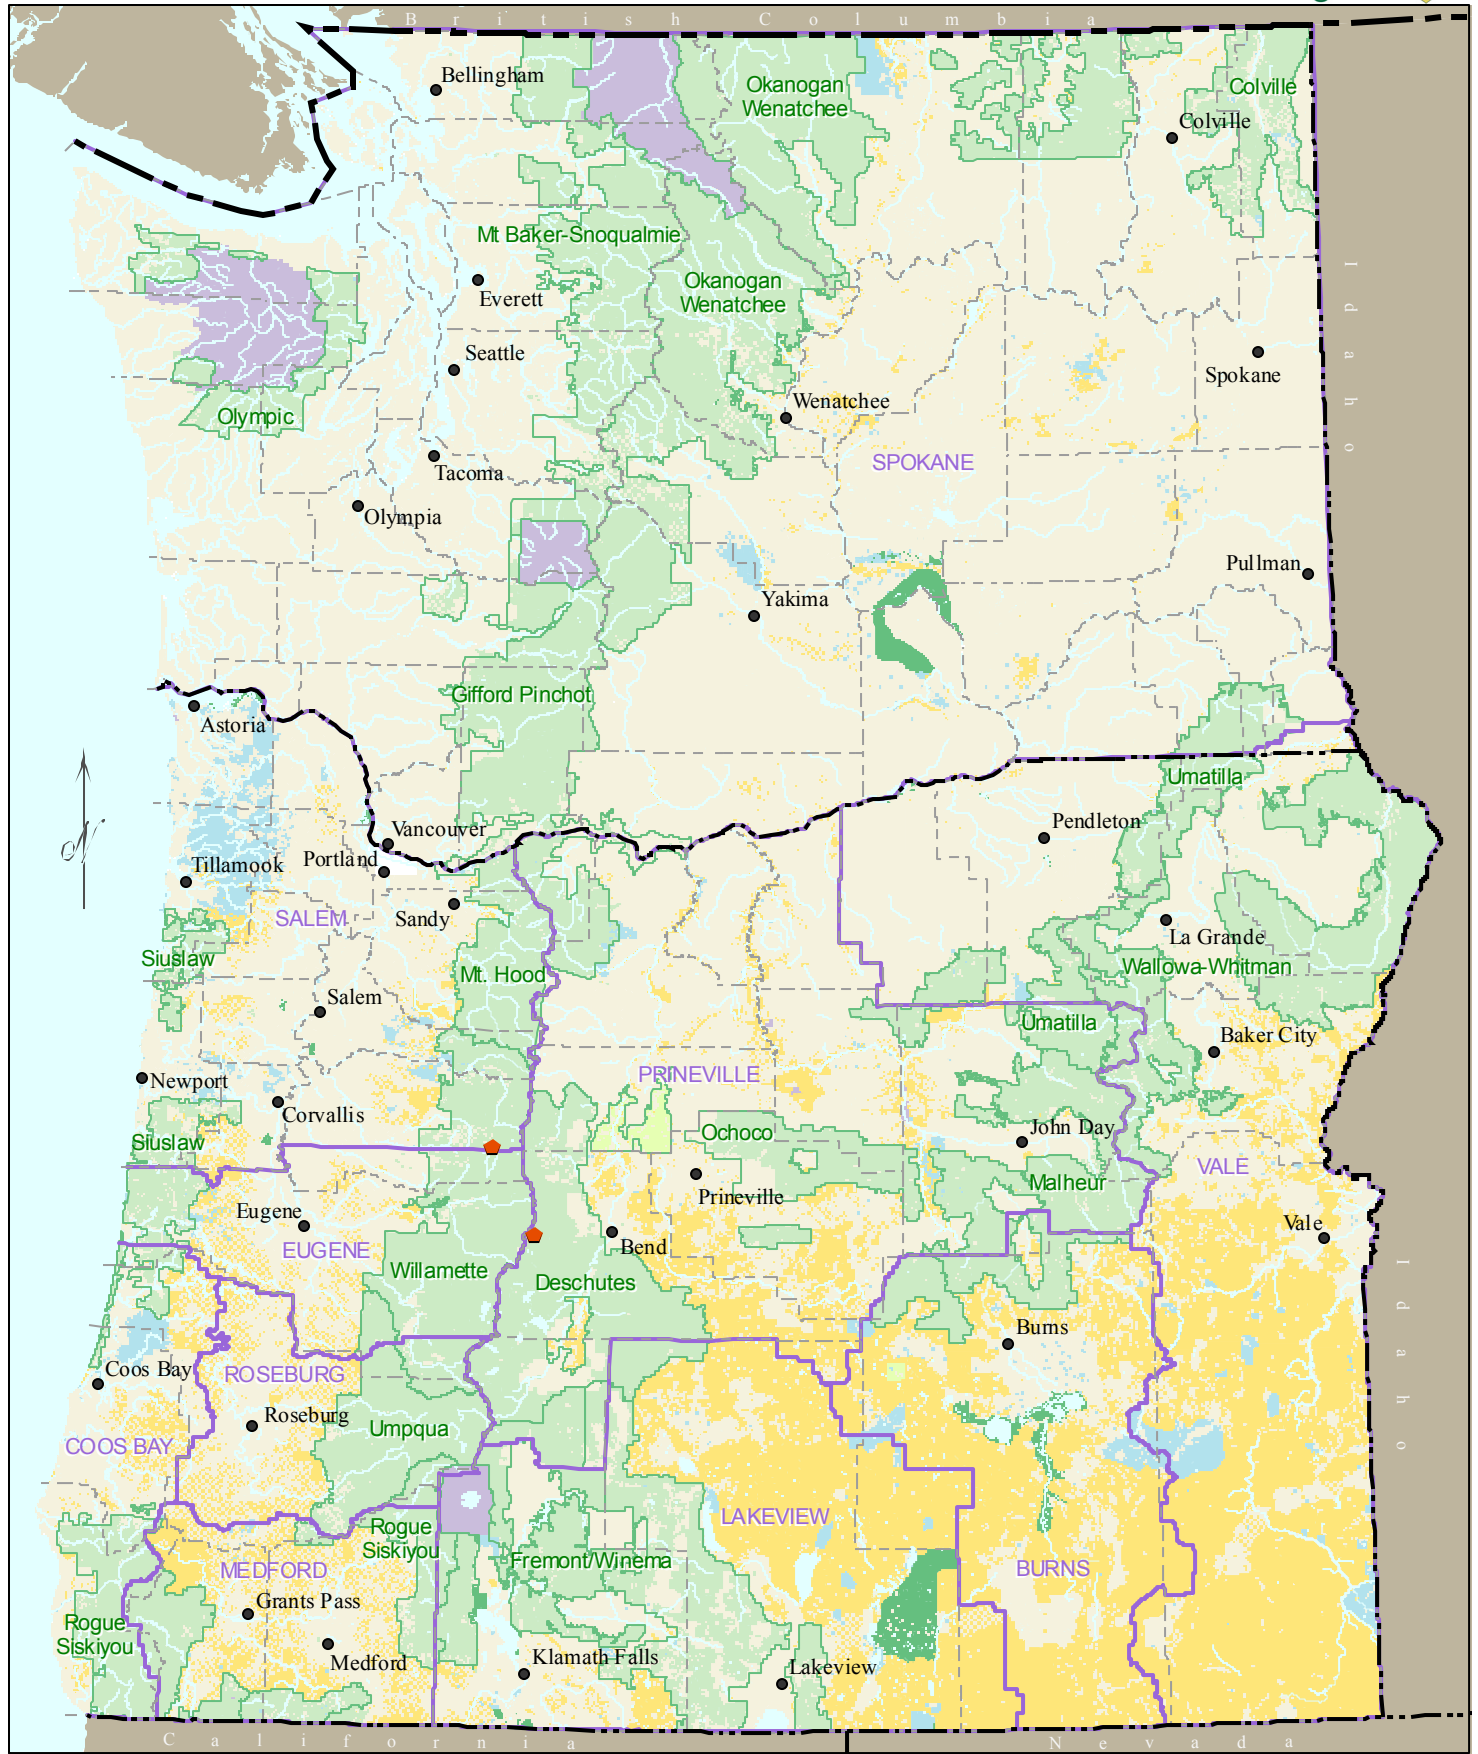 British Columbia
Bellingham
Okanogan
Wenatchee
Colville
Colville
Mt Baker-Snoqualmie
Okanogan
Wenatchee
Everett
Idaho
Seattle
Spokane
Wenatchee
Olympic
SPOKANE
Tacoma
Olympia
Pullman
Yakima
Gifford Pinchot
Astoria
Umatilla
Vancouver
Pendleton
Portland
Tillamook
SALEM
Sandy
La Grande
Siuslaw
Mt. Hood
Wallowa-Whitman
Salem
Umatilla
Baker City
PRINEVILLE
Newport
Corvallis
Siuslaw
Ochoco
John Day
VALE
Malheur
Prineville
Eugene
Vale
EUGENE
Bend
Willamette
Deschutes
Idaho
Burns
Coos Bay
ROSEBURG
Roseburg
Umpqua
COOS BAY
LAKEVIEW
Rogue
Siskiyou
Fremont/Winema
MEDFORD
BURNS
Grants Pass
Rogue
Siskiyou
Medford
Klamath Falls
Lakeview
California
Nevada